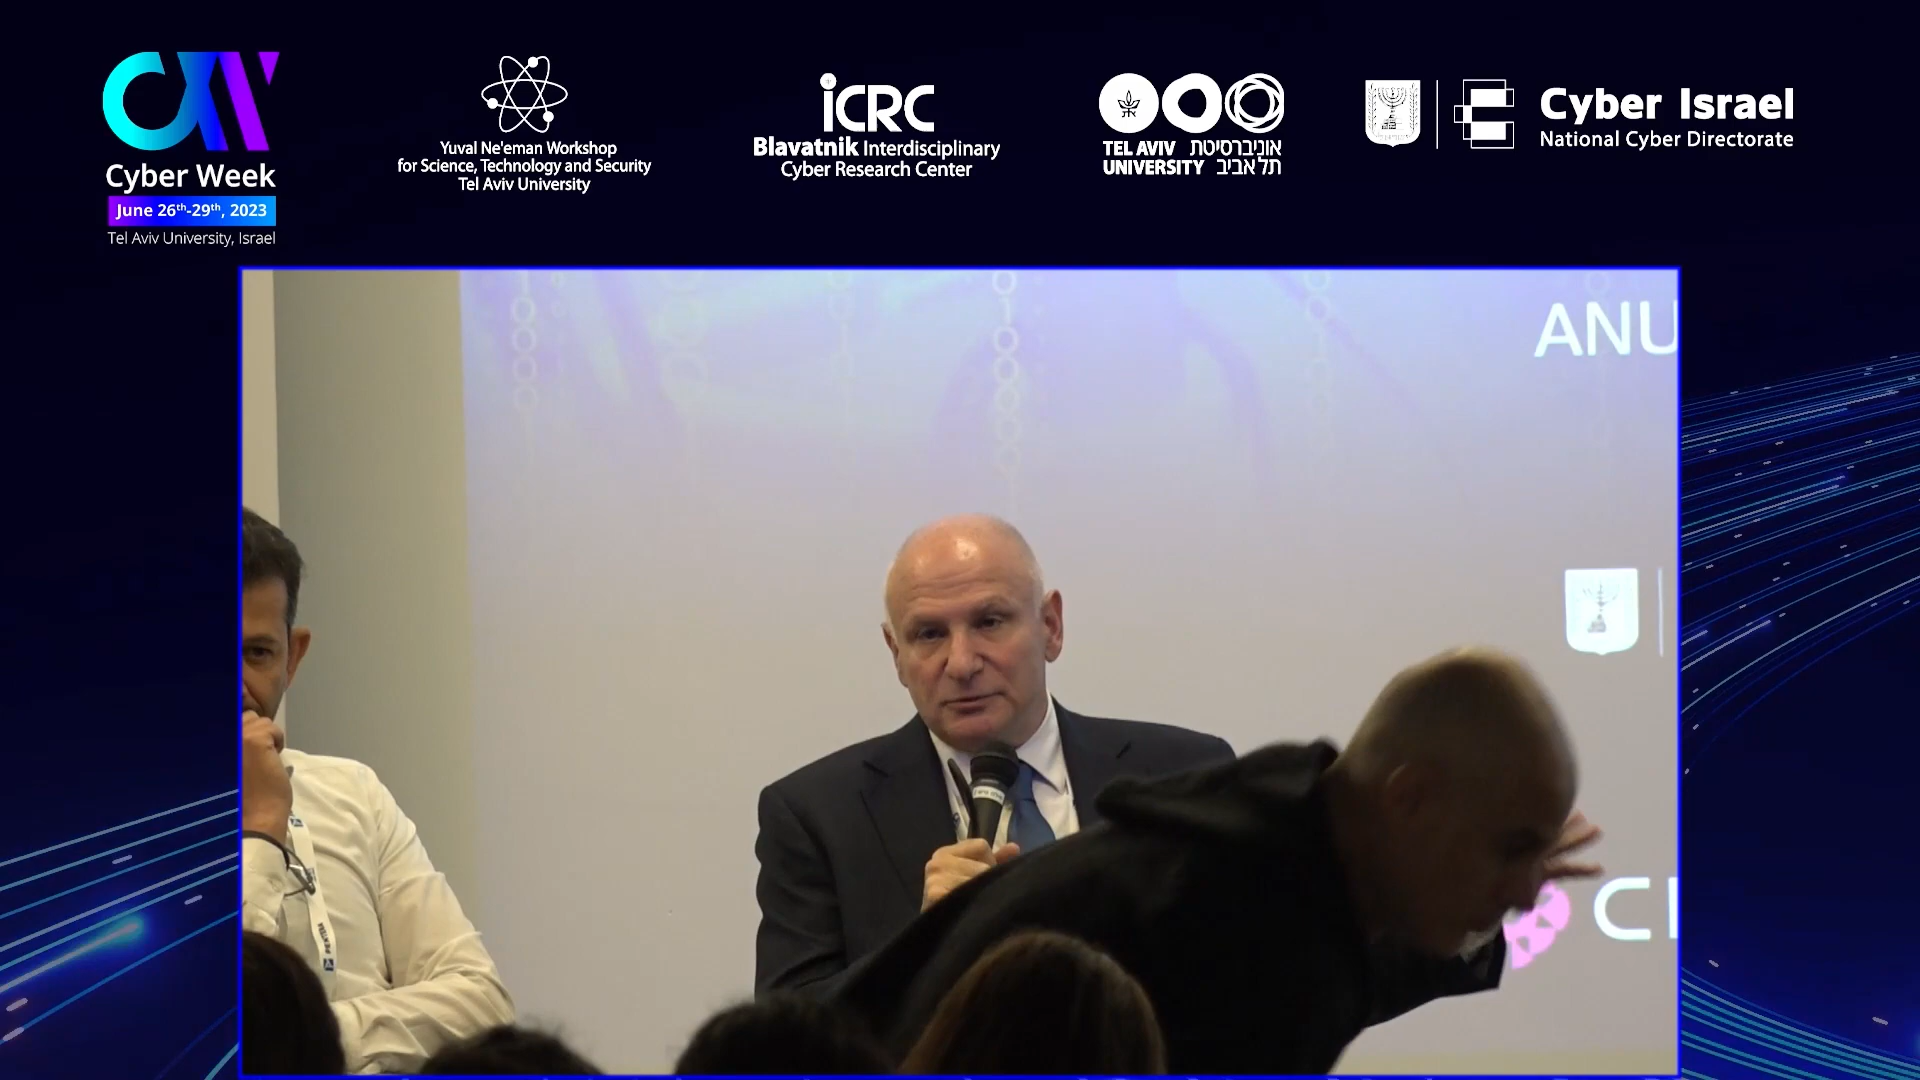 Cyber Week
June 26th-29th, 2023
Tel Aviv University, Israel
Yuval Ne'eman Workshop
for Science, Technology and Security
Tel Aviv University
iCRC
Blavatnik Interdisciplinary
Cyber Research Center
TEL AVIV אוניברסיטת
UNIVERSITY תל אביב
Cyber Israel
National Cyber Directorate
ANU
PENTERA